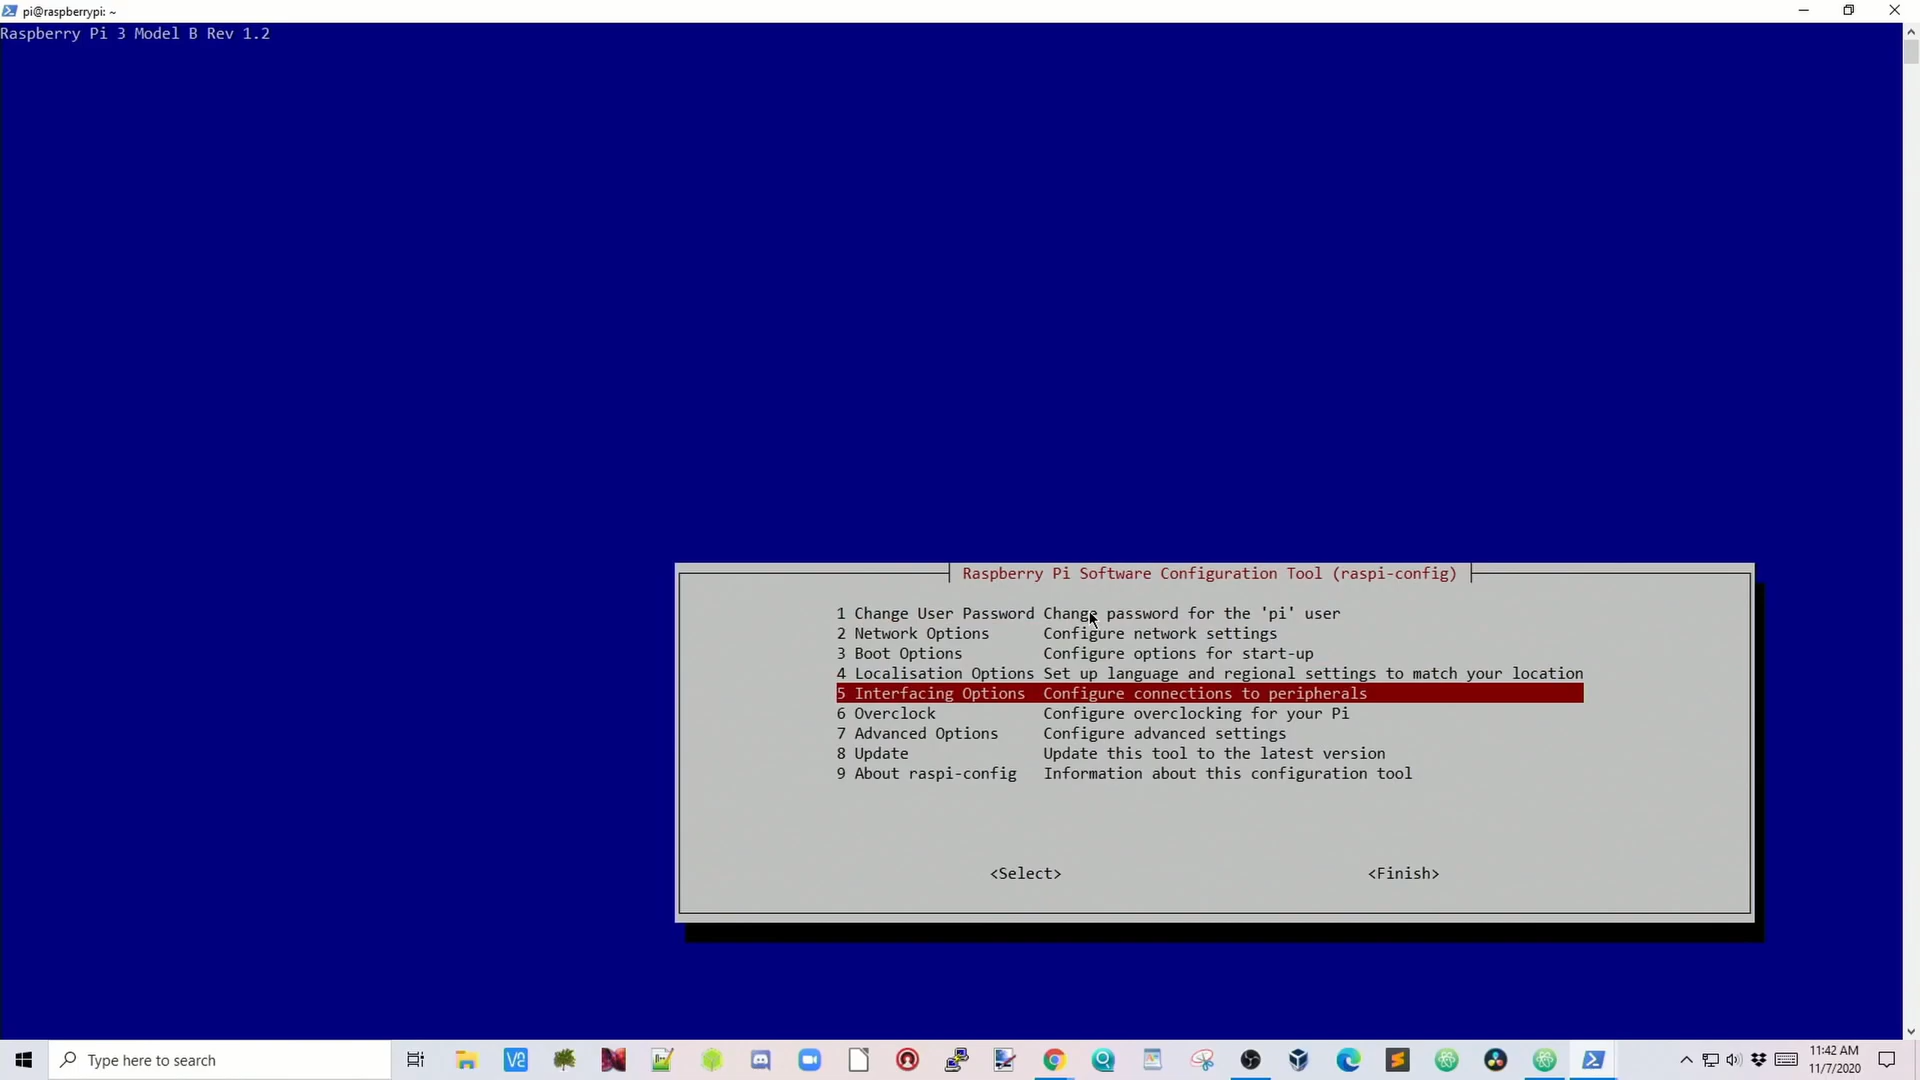 pi@raspberrypi: ~
Raspberry Pi 3 Model B Rev 1.2
Raspberry Pi Software Configuration Tool (raspi-config)
1 Change User Password Change password for the 'pi' user
2 Network Options Configure network settings
3 Boot Options Configure options for start-up
4 Localisation Options Set up language and regional settings to match your location
5 Interfacing Options Configure connections to peripherals
6 Overclock Configure overclocking for your Pi
7 Advanced Options Configure advanced settings
8 Update Update this tool to the latest version
9 About raspi-config Information about this configuration tool
<Select> <Finish>
Type here to search
11:42 AM
11/7/2020